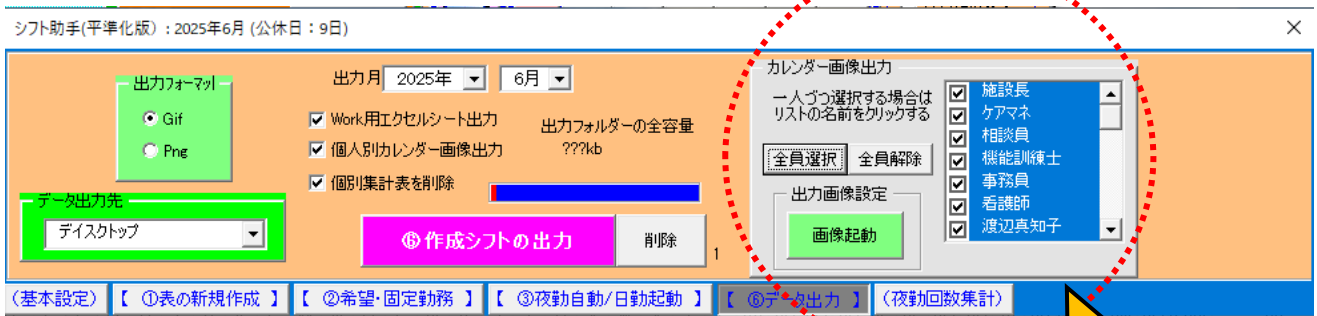 シフト助手(平準化版）: 2025年6月 (公休日：9日)
出力フォーマット
Gif
Png
データ出力先
デイスクトップ
出力月 2025年 6月
Work用エクセルシート出力
個人別カレンダー画像出力
個別集計表を削除
出力フォルダーの全容量
???kb
⑥作成シフトの出力
削除
1
カレンダー画像出力
一人づつ選択する場合は
リストの名前をクリックする
全員選択 全員解除
出力画像設定
画像起動
施設長
ケアマネ
相談員
機能訓練士
事務員
看護師
渡辺真知子
(基本設定) 【 ①表の新規作成 】 【 ②希望・固定勤務 】 【 ③夜勤自動/日勤起動 】 【 ⑥データ出力 】 (夜勤回数集計)